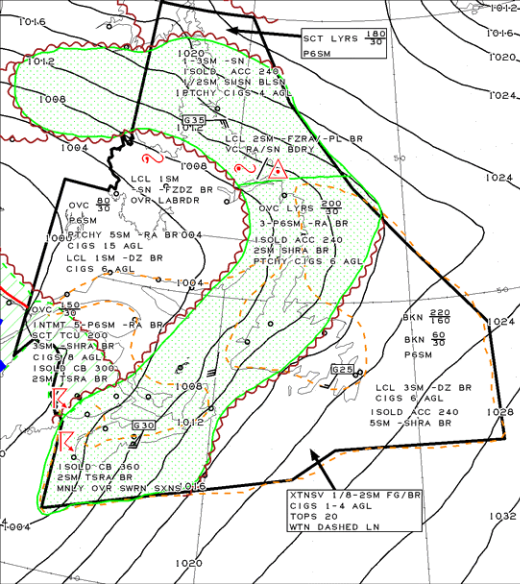 1016
1012
1016
1020
1024
SCT LYRS 180/30
P6SM
1012
1008
1020
1-3SM -SN
ISOLD ACC 240
1/2SM SHSN BLSN
PTCHY CIGS 4 AGL
G35
1012
1004
1008
LCL 2SM -FZRA/-PL BR
VC RA/SN BDRY
50
1024
LCL 1SM
-SN -FZDZ BR
OVR LABRDR
OVC 80/30
P6SM
PTCHY 5SM -RA BR
CIGS 15 AGL
LCL 1SM -DZ BR
CIGS 6 AGL
1004
1004
OVC LYRS 200/30
3-P6SM -RA BR
ISOLD ACC 240
2SM SHRA BR
PTCHY CIGS 6 AGL
OVC 150/30
INTMT 5-P6SM -RA BR
SCT TCU 200
3SM -SHRA BR
CIGS 8 AGL
ISOLD CB 300
2SM TSRA BR
50
BKN 220/160
BKN 60/30
P6SM
1024
G25
LCL 3SM -DZ BR
CIGS 6 AGL
ISOLD ACC 240
5SM -SHRA BR
1008
1012
G30
1028
ISOLD CB 360
2SM TSRA BR
MNLY OVR SWRN SXNS
1016
XTNSV 1/8-2SM FG/BR
CIGS 1-4 AGL
TOPS 20
WTN DASHED LN
1004
1020
1032